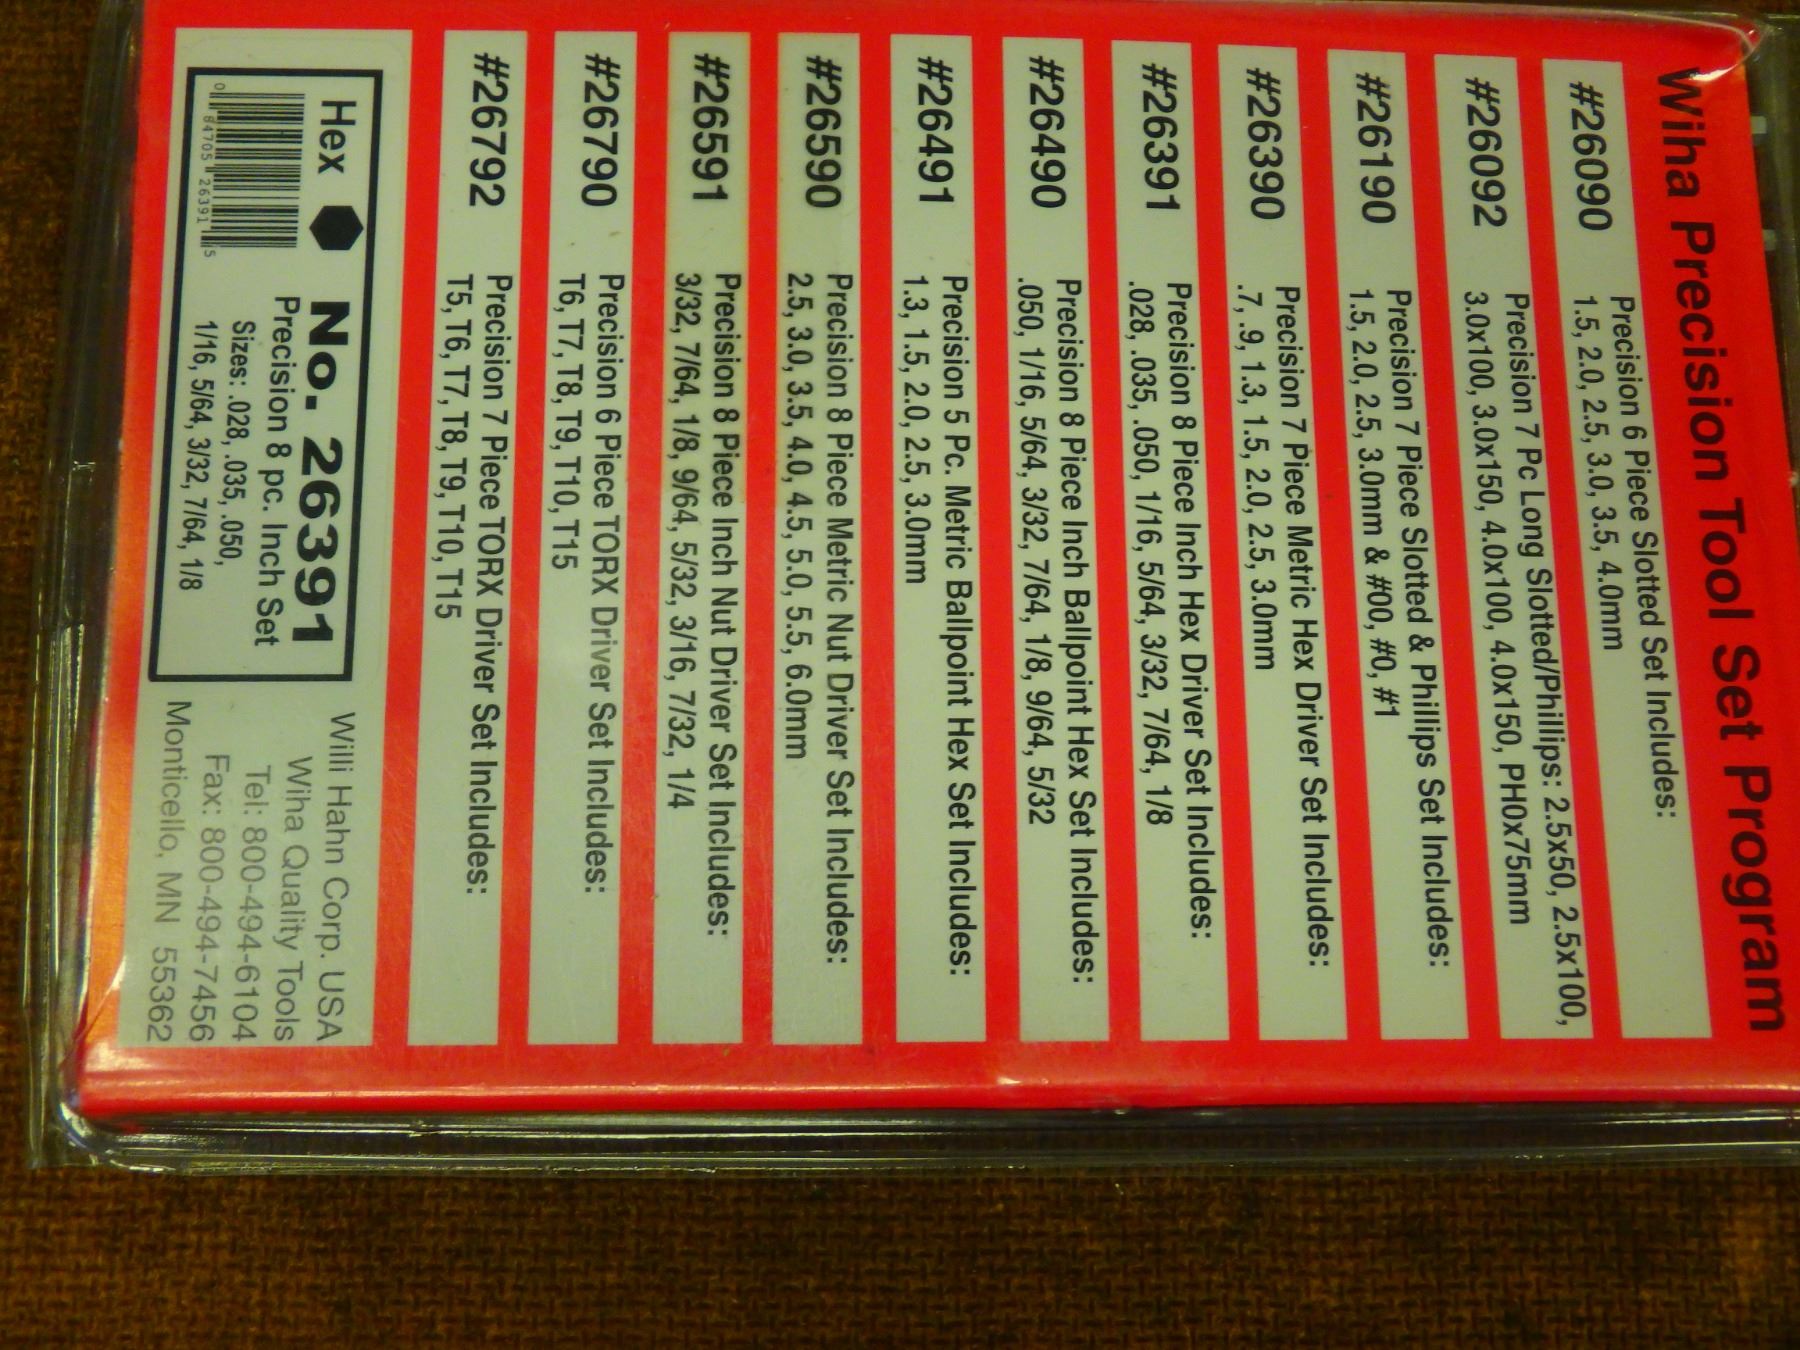 Wiha Precision Tool Set Program
#26090 Precision 6 Piece Slotted Set Includes:
1.5, 2.0, 2.5, 3.0, 3.5, 4.0mm
#26092 Precision 7 Pc Long Slotted/Phillips: 2.5x50, 2.5x100,
3.0x100, 3.0x150, 4.0x100, 4.0x150, PH0x75mm
#26190 Precision 7 Piece Slotted & Phillips Set Includes:
1.5, 2.0, 2.5, 3.0mm & #00, #0, #1
#26390 Precision 7 Piece Metric Hex Driver Set Includes:
.7, .9, 1.3, 1.5, 2.0, 2.5, 3.0mm
#26391 Precision 8 Piece Inch Hex Driver Set Includes:
.028, .035, .050, 1/16, 5/64, 3/32, 7/64, 1/8
#26490 Precision 8 Piece Inch Ballpoint Hex Set Includes:
.050, 1/16, 5/64, 3/32, 7/64, 1/8, 9/64, 5/32
#26491 Precision 5 Pc. Metric Ballpoint Hex Set Includes:
1.3, 1.5, 2.0, 2.5, 3.0mm
#26590 Precision 8 Piece Metric Nut Driver Set Includes:
2.5, 3.0, 3.5, 4.0, 4.5, 5.0, 5.5, 6.0mm
#26591 Precision 8 Piece Inch Nut Driver Set Includes:
3/32, 7/64, 1/8, 9/64, 5/32, 3/16, 7/32, 1/4
#26790 Precision 6 Piece TORX Driver Set Includes:
T6, T7, T8, T9, T10, T15
#26792 Precision 7 Piece TORX Driver Set Includes:
T5, T6, T7, T8, T9, T10, T15
Hex No. 26391
Precision 8 pc. Inch Set
Sizes: .028, .035, .050,
1/16, 5/64, 3/32, 7/64, 1/8
0 84705 26391 5
Willi Hahn Corp. USA
Wiha Quality Tools
Tel: 800-494-6104
Fax: 800-494-7456
Monticello, MN 55362